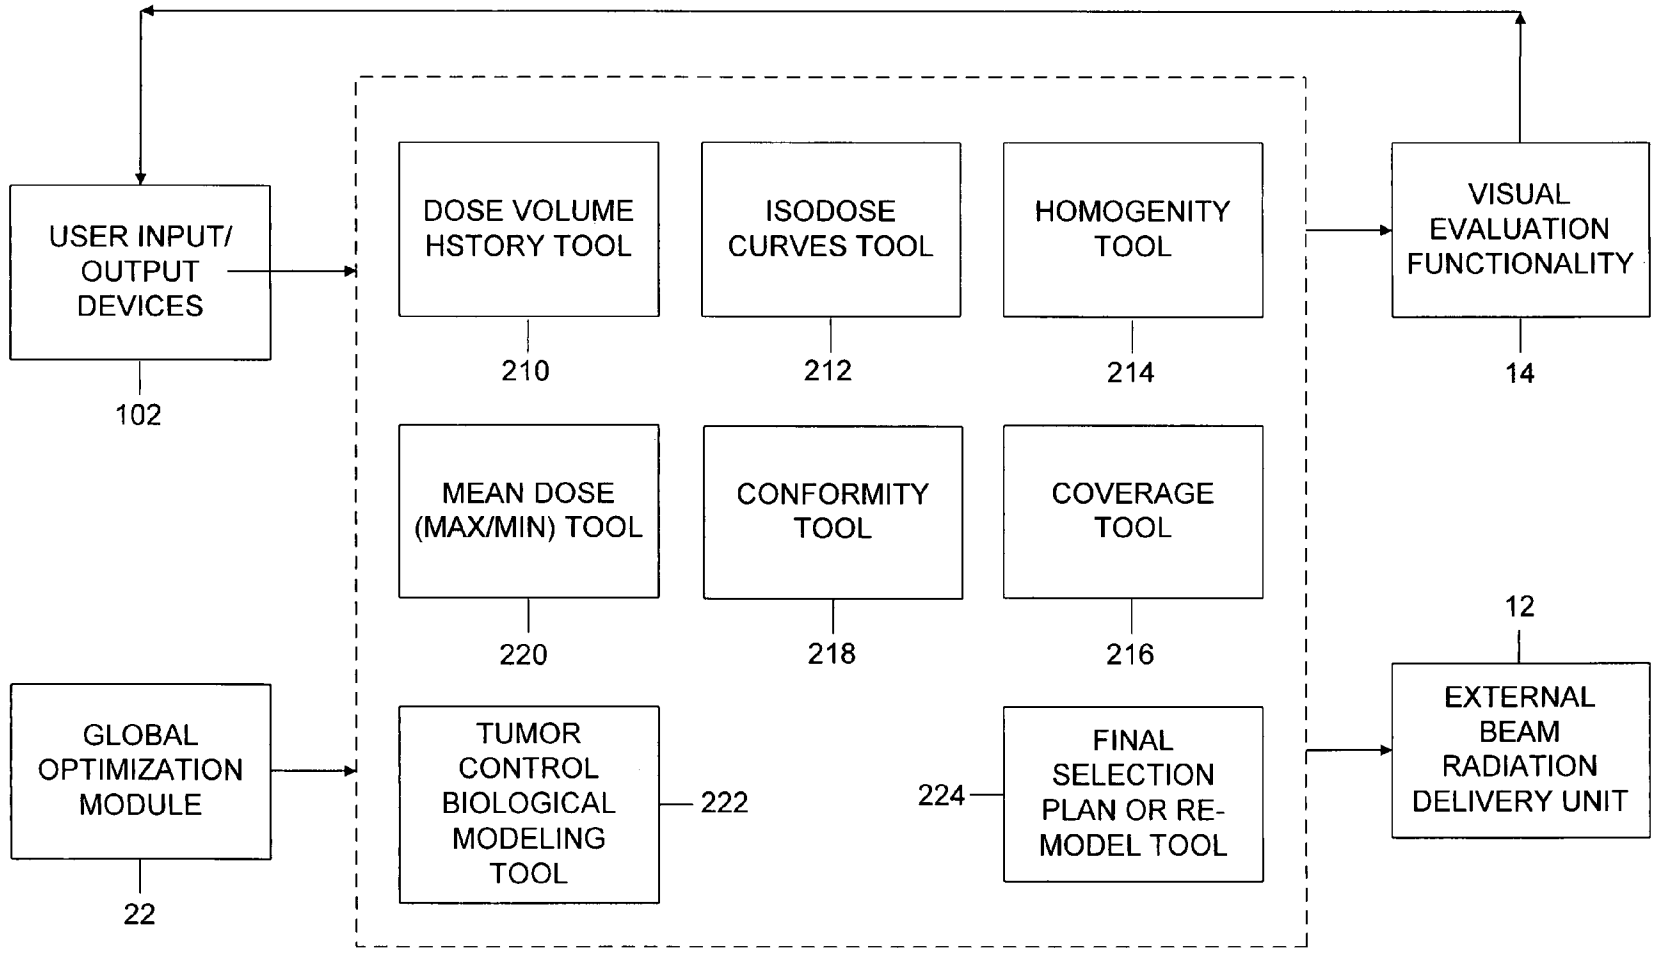 USER INPUT/
OUTPUT
DEVICES
102
DOSE VOLUME
HSTORY TOOL
210
ISODOSE
CURVES TOOL
212
HOMOGENITY
TOOL
214
VISUAL
EVALUATION
FUNCTIONALITY
14
MEAN DOSE
(MAX/MIN) TOOL
220
CONFORMITY
TOOL
218
COVERAGE
TOOL
216
GLOBAL
OPTIMIZATION
MODULE
22
TUMOR
CONTROL
BIOLOGICAL
MODELING
TOOL
222
224
FINAL
SELECTION
PLAN OR RE-
MODEL TOOL
12
EXTERNAL
BEAM
RADIATION
DELIVERY UNIT